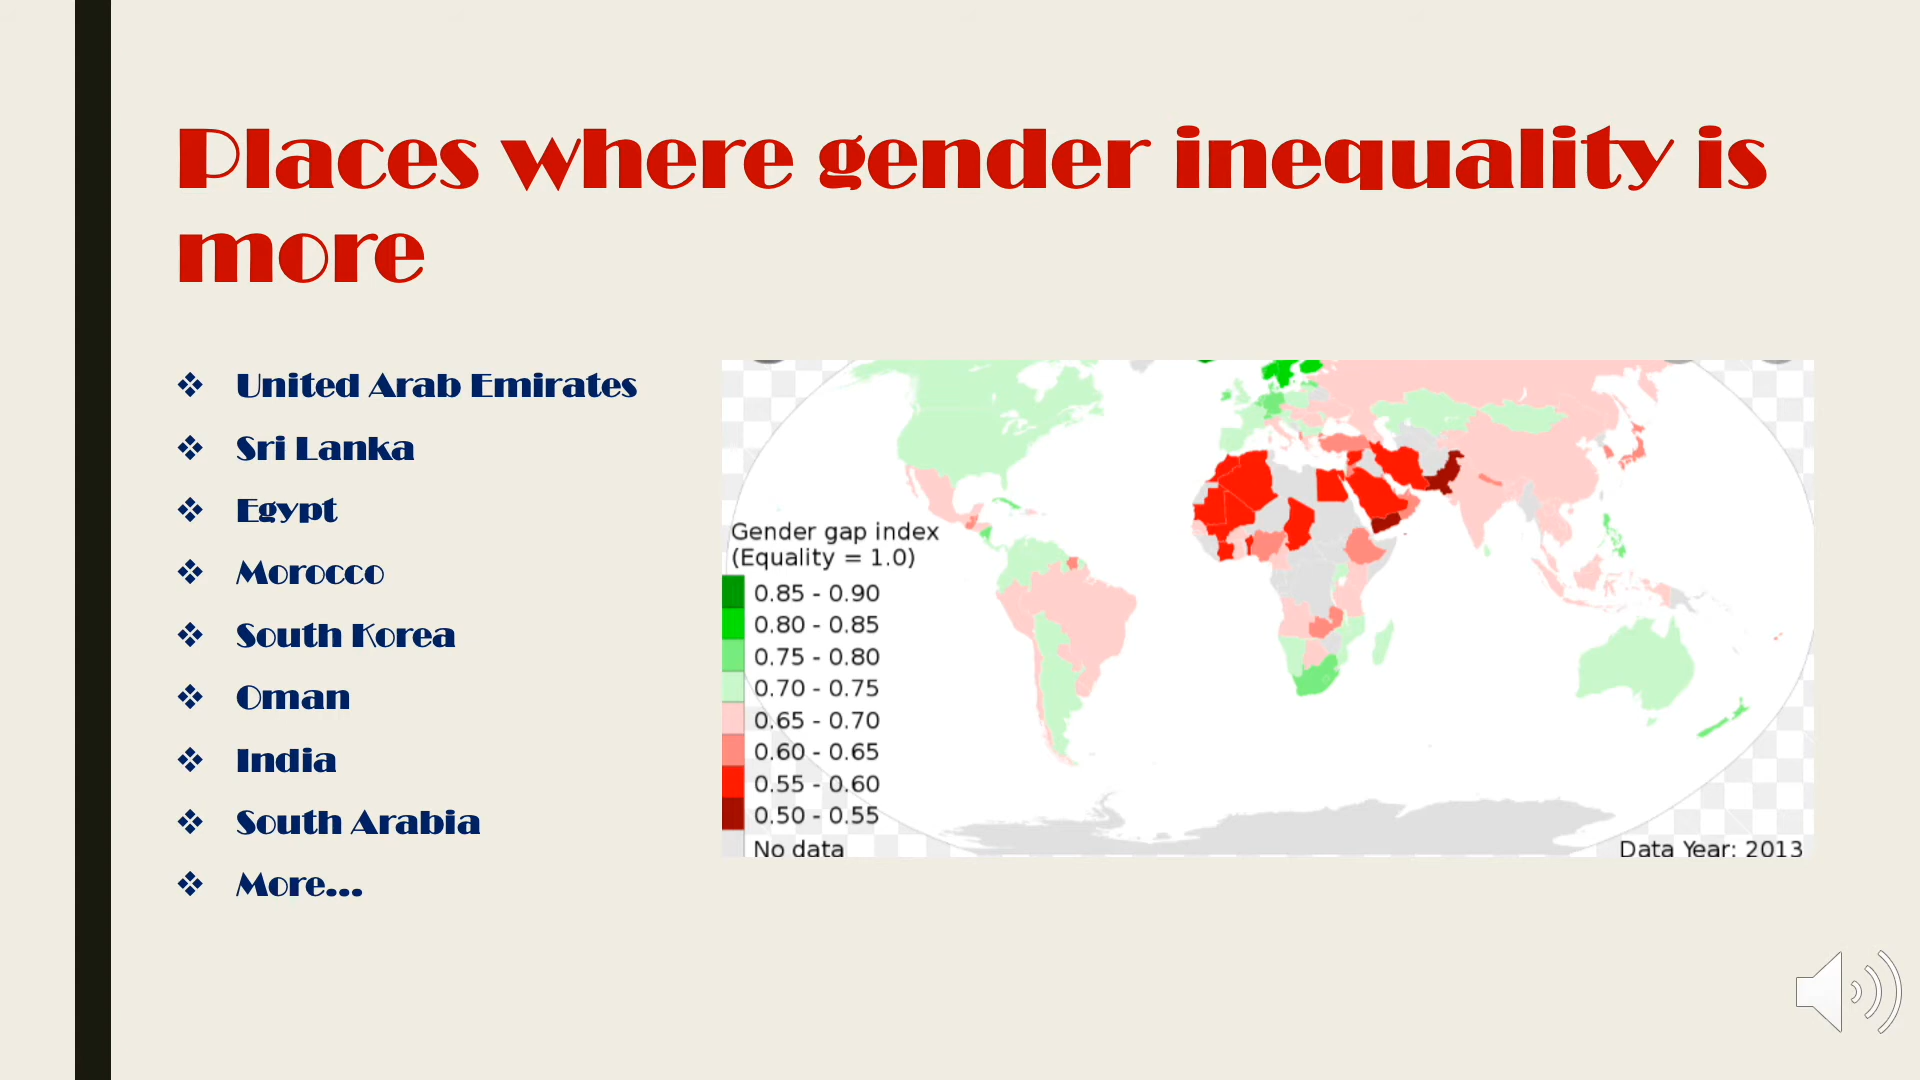 Places where gender inequality is
more
United Arab Emirates
Sri Lanka
Egypt
Morocco
South Korea
Oman
India
South Arabia
More...
Gender gap index
(Equality = 1.0)
0.85 - 0.90
0.80 - 0.85
0.75 - 0.80
0.70 - 0.75
0.65 - 0.70
0.60 - 0.65
0.55 - 0.60
0.50 - 0.55
No data
Data Year: 2013